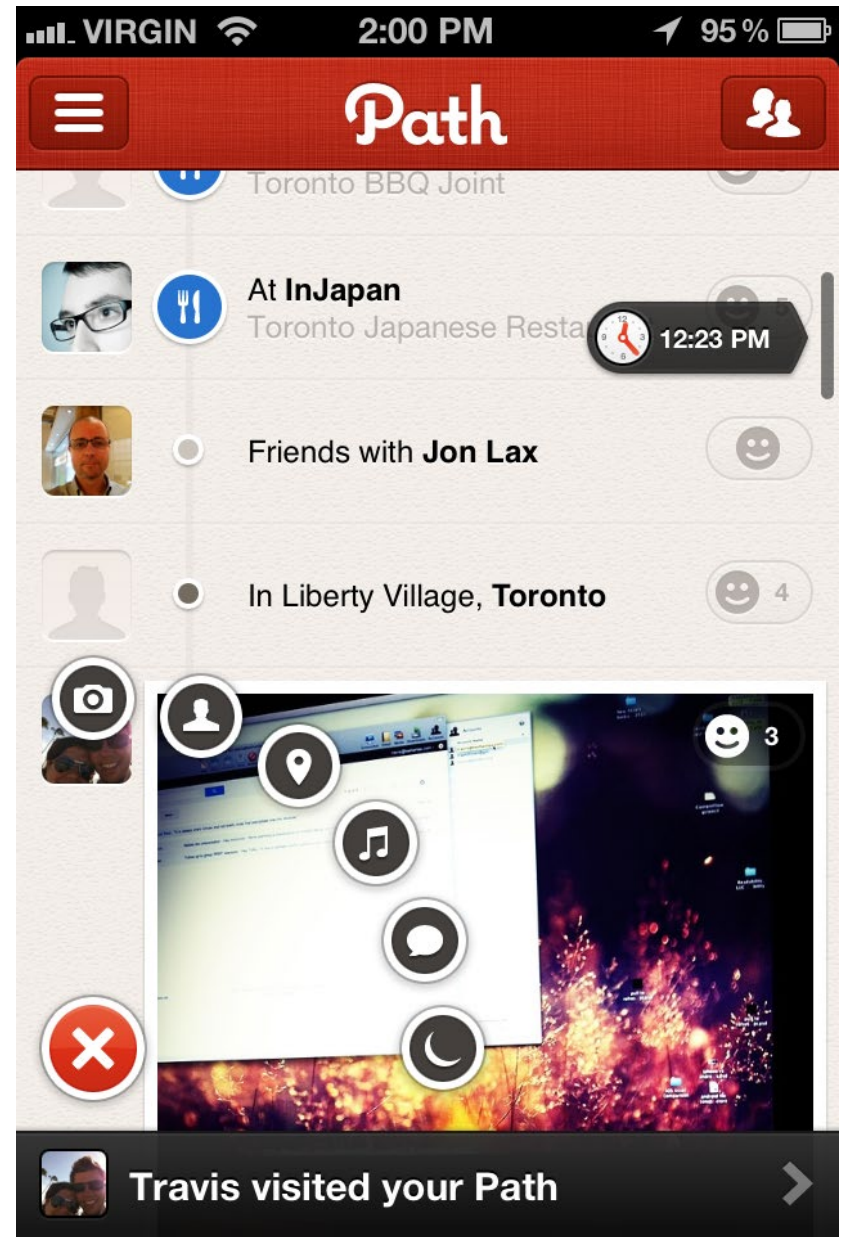 VIRGIN 2:00 PM 95%
Path
Toronto BBQ Joint
At InJapan
5
Toronto Japanese Resta
12:23 PM
Friends with Jon Lax
In Liberty Village, Toronto
4
3
Travis visited your Path